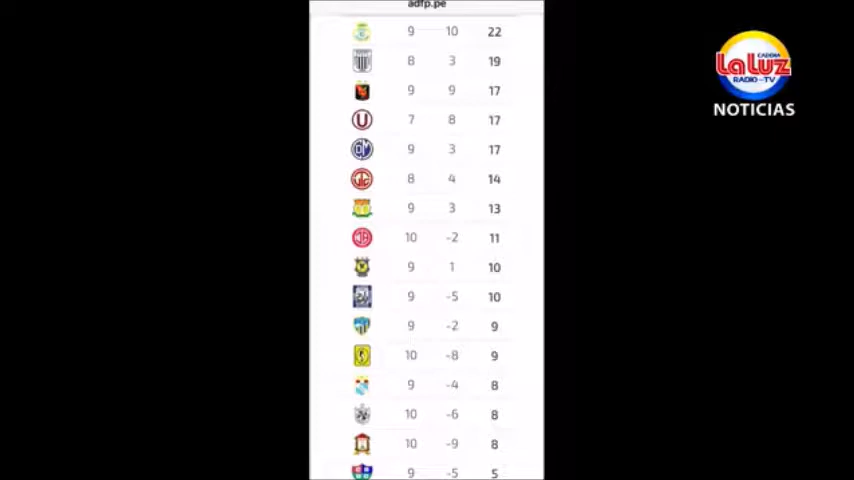 adfp.pe
9 10 22
8 3 19
9 9 17
U 7 8 17
9 3 17
8 4 14
9 3 13
10 -2 11
9 1 10
9 -5 10
9 -2 9
10 -8 9
9 -4 8
10 -6 8
10 -9 8
9 -5 5
CADENA
La Luz
RADIO-TV
NOTICIAS